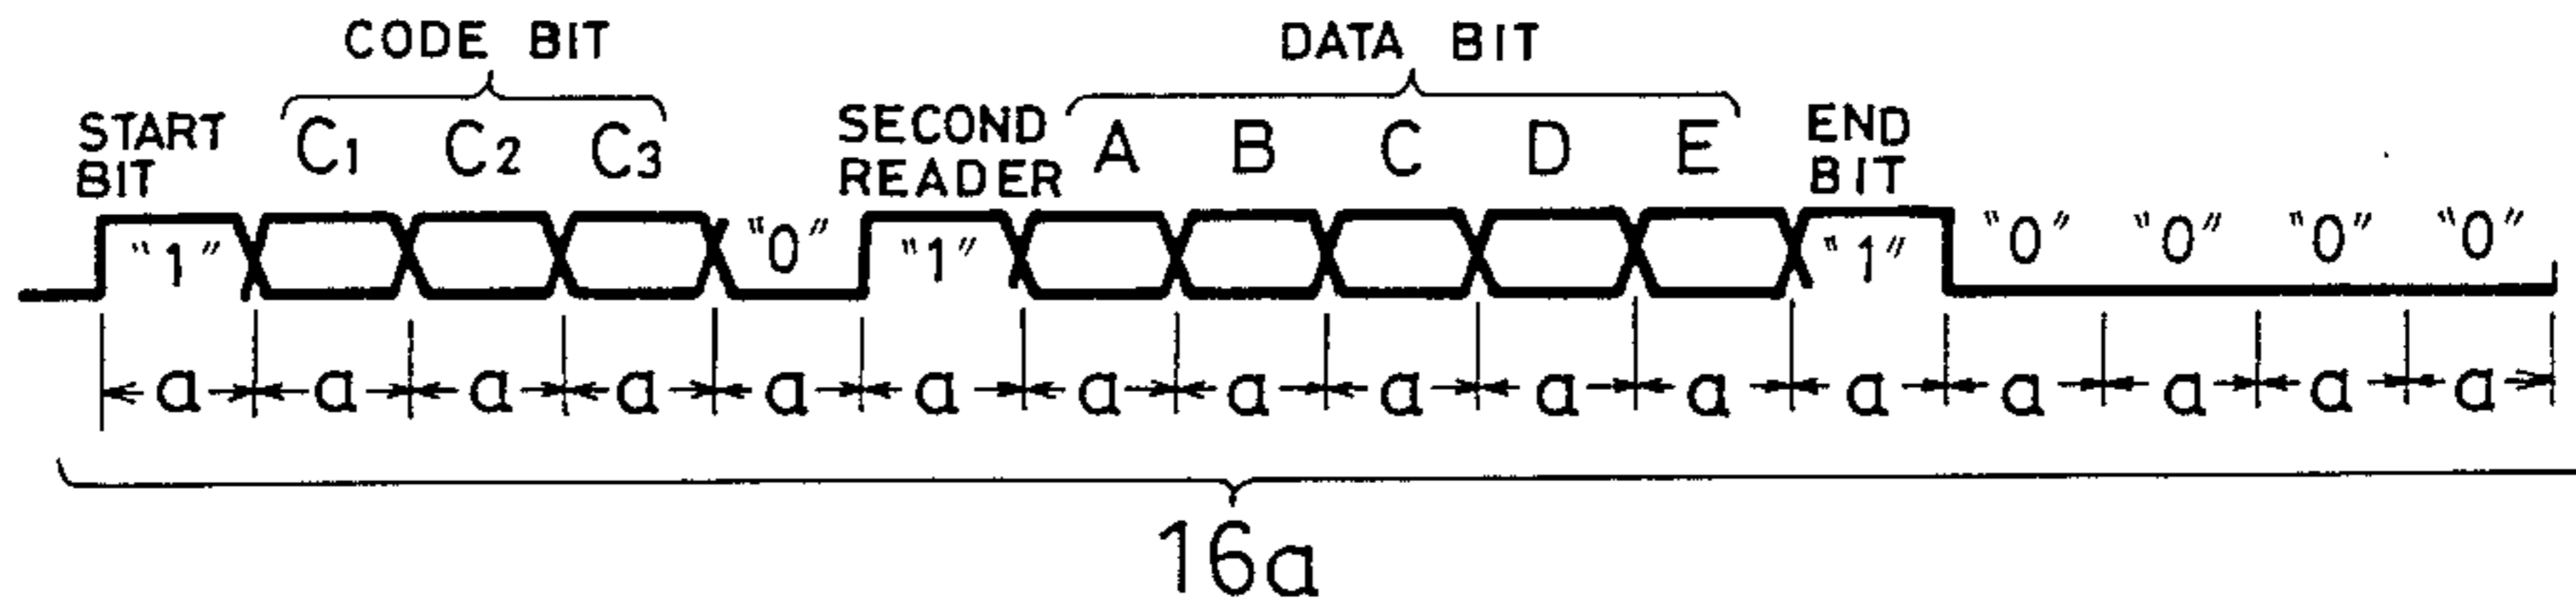 CODE BIT
DATA BIT
START
BIT
C1 C2 C3
SECOND
READER
A B C D E
END
BIT
"1" "0" "1" "1" "0" "0" "0" "0"
a a a a a a a a a a a a a a a a
16a